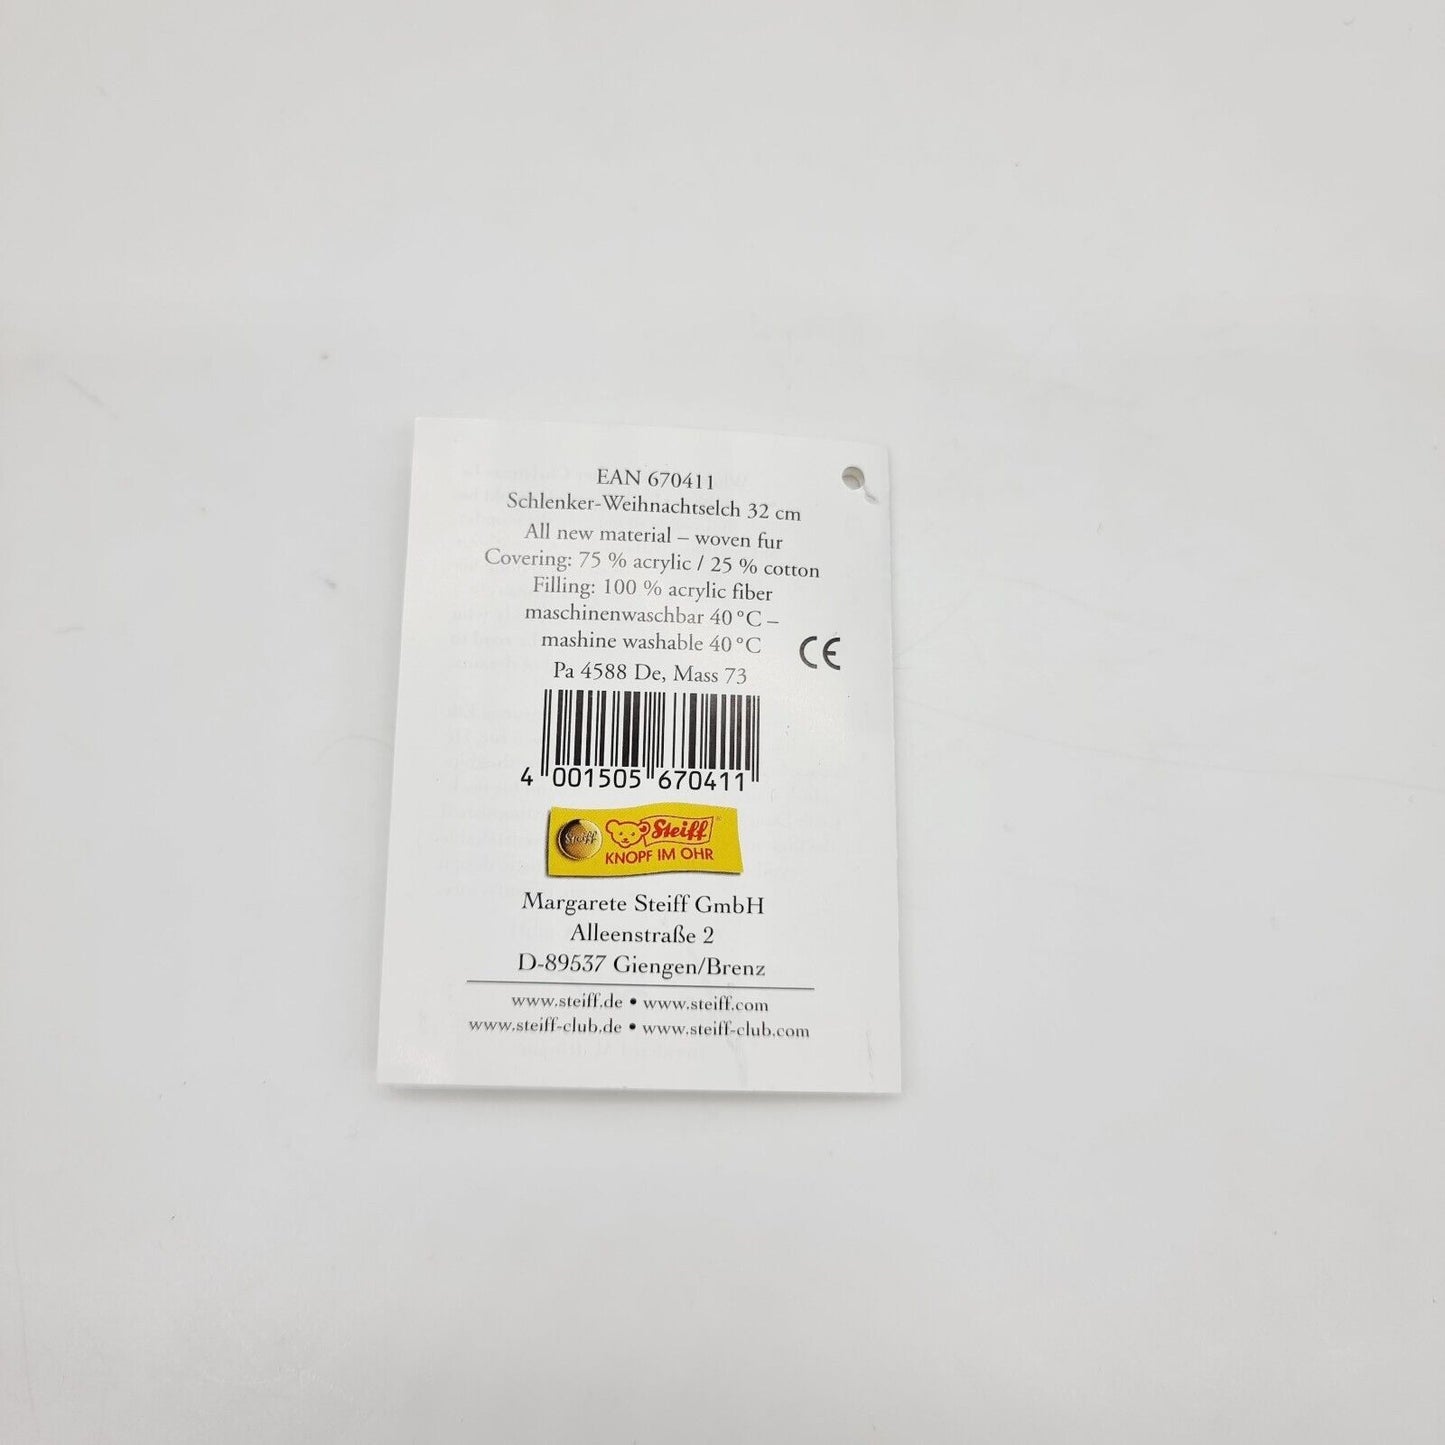 EAN 670411
Schlenker-Weihnachtselch 32 cm
All new material – woven fur
Covering: 75 % acrylic / 25 % cotton
Filling: 100 % acrylic fiber
maschinenwaschbar 40 °C –
mashine washable 40 °C
CE
Pa 4588 De, Mass 73
4 001505 670411
Steiff
Steiff®
KNOPF IM OHR
Margarete Steiff GmbH
Alleenstraße 2
D-89537 Giengen/Brenz
www.steiff.de • www.steiff.com
www.steiff-club.de • www.steiff-club.com